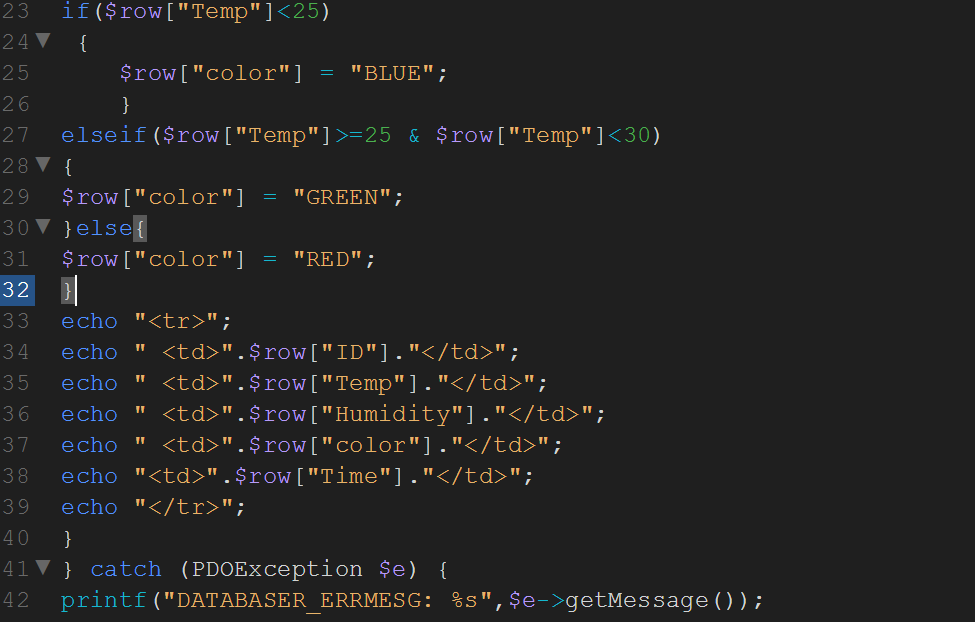 23 if($row["Temp"]<25)
24 {
25 $row["color"] = "BLUE";
26 }
27 elseif($row["Temp"]>=25 & $row["Temp"]<30)
28 {
29 $row["color"] = "GREEN";
30 }else{
31 $row["color"] = "RED";
32 }
33 echo "<tr>";
34 echo " <td>".$row["ID"]."</td>";
35 echo " <td>".$row["Temp"]."</td>";
36 echo " <td>".$row["Humidity"]."</td>";
37 echo " <td>".$row["color"]."</td>";
38 echo "<td>".$row["Time"]."</td>";
39 echo "</tr>";
40 }
41 } catch (PDOException $e) {
42 printf("DATABASER_ERRMESG: %s",$e->getMessage());